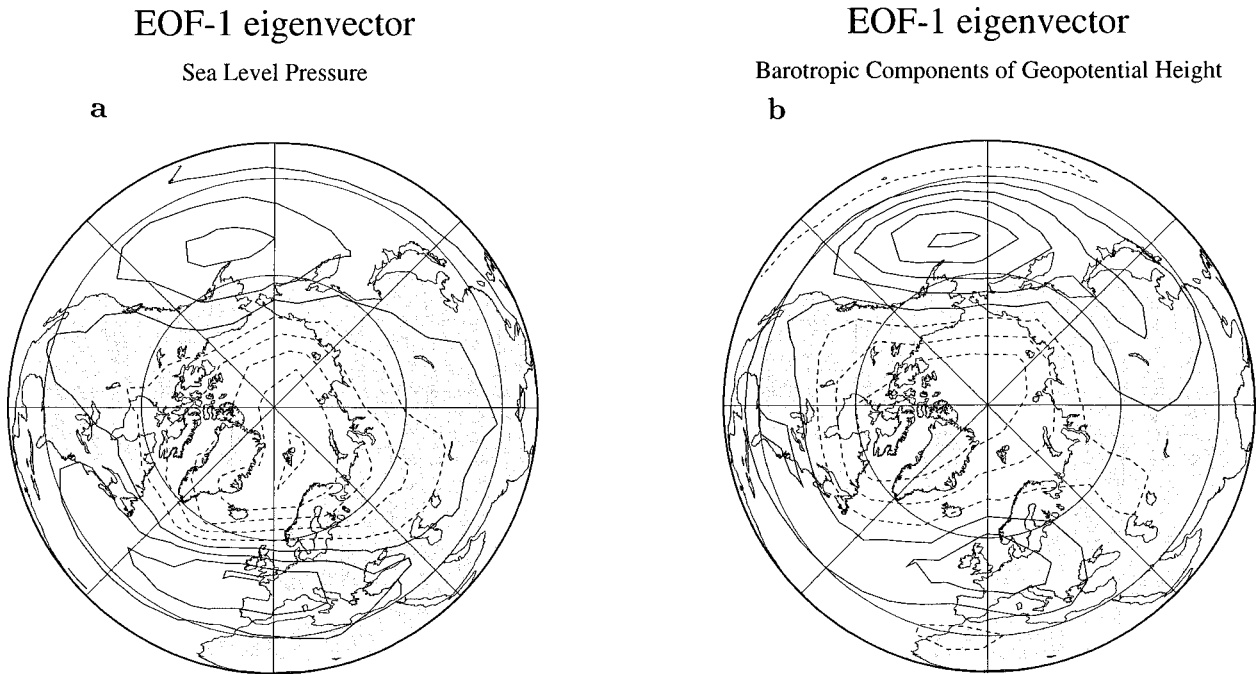 EOF-1 eigenvector
Sea Level Pressure
a
EOF-1 eigenvector
Barotropic Components of Geopotential Height
b